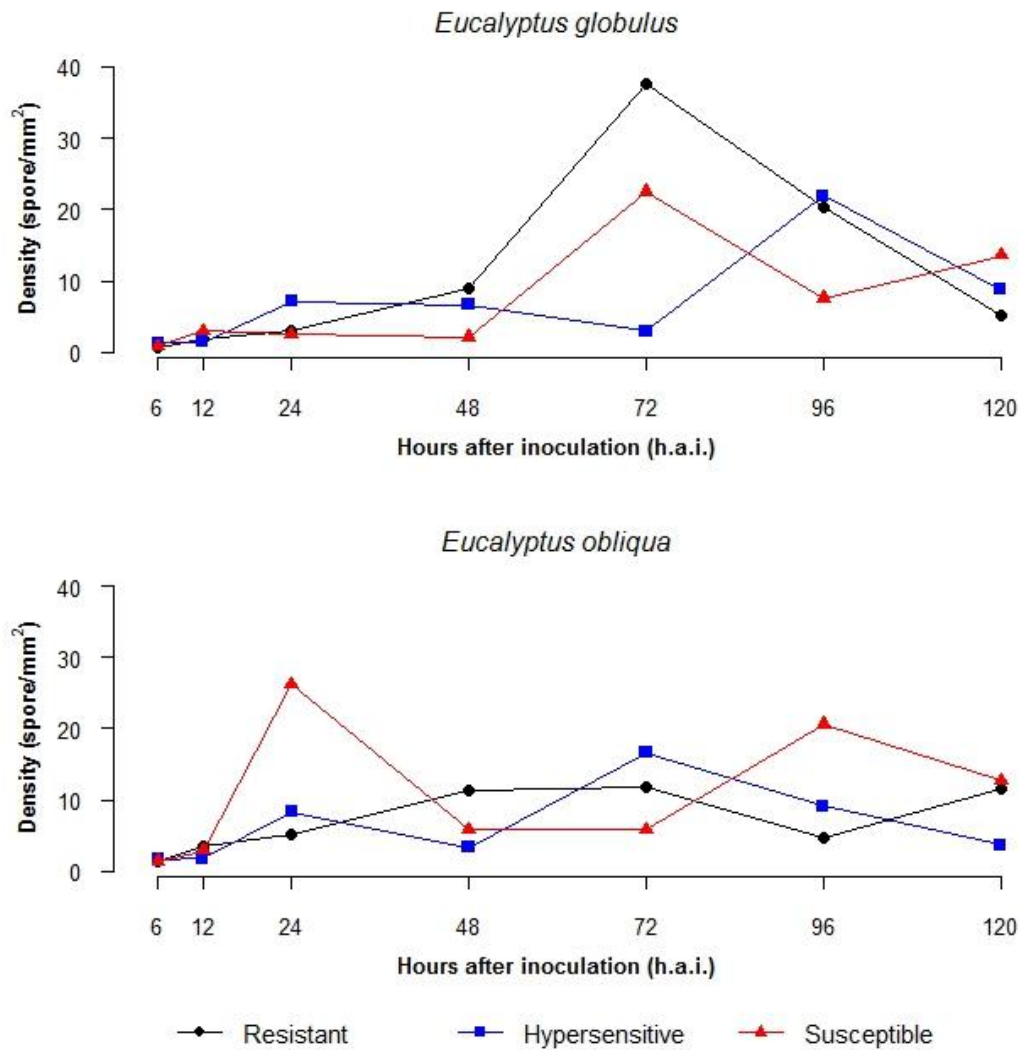 Eucalyptus globulus
Density (spore/mm²)
40
30
20
10
0
6 12 24 48 72 96 120
Hours after inoculation (h.a.i.)
Eucalyptus obliqua
Density (spore/mm²)
40
30
20
10
0
6 12 24 48 72 96 120
Hours after inoculation (h.a.i.)
Resistant Hypersensitive Susceptible